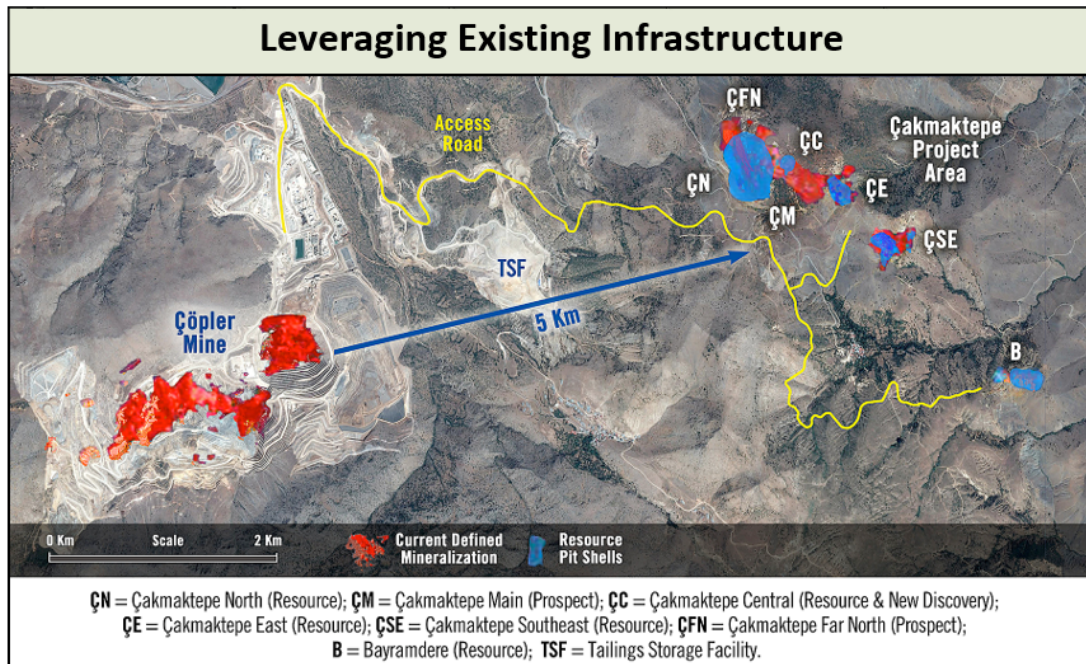 Leveraging Existing Infrastructure
ÇFN
Access
Road
ÇC
Çakmaktepe
Project
Area
ÇN
ÇE
ÇM
ÇSE
TSF
5 Km
Çöpler
Mine
B
0 Km Scale 2 Km
Current Defined
Mineralization
Resource
Pit Shells
ÇN = Çakmaktepe North (Resource); ÇM = Çakmaktepe Main (Prospect); ÇC = Çakmaktepe Central (Resource & New Discovery);
ÇE = Çakmaktepe East (Resource); ÇSE = Çakmaktepe Southeast (Resource); ÇFN = Çakmaktepe Far North (Prospect);
B = Bayramdere (Resource); TSF = Tailings Storage Facility.